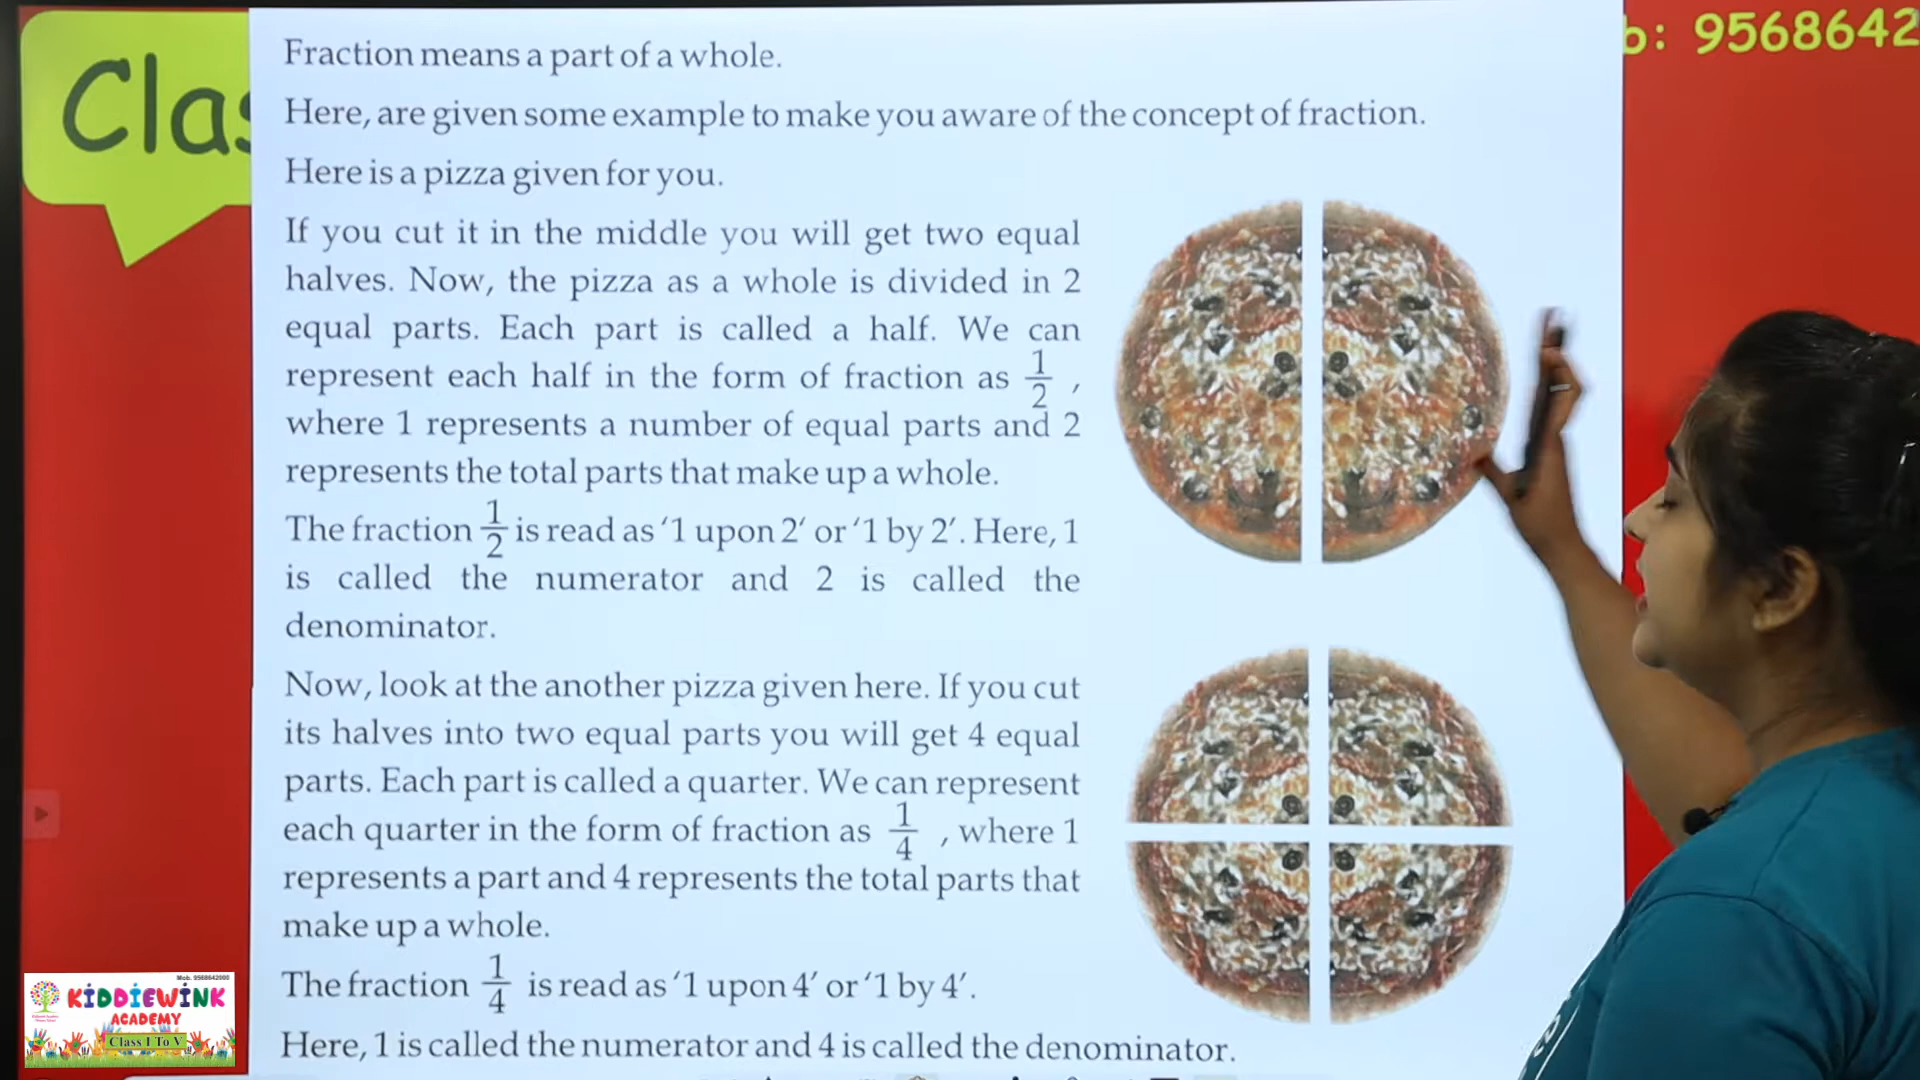 Clas
b: 9568642
Fraction means a part of a whole.
Here, are given some example to make you aware of the concept of fraction.
Here is a pizza given for you.
If you cut it in the middle you will get two equal
halves. Now, the pizza as a whole is divided in 2
equal parts. Each part is called a half. We can
represent each half in the form of fraction as 1/2 ,
where 1 represents a number of equal parts and 2
represents the total parts that make up a whole.
The fraction 1/2 is read as '1 upon 2' or '1 by 2'. Here, 1
is called the numerator and 2 is called the
denominator.
Now, look at the another pizza given here. If you cut
its halves into two equal parts you will get 4 equal
parts. Each part is called a quarter. We can represent
each quarter in the form of fraction as 1/4 , where 1
represents a part and 4 represents the total parts that
make up a whole.
The fraction 1/4 is read as '1 upon 4' or '1 by 4'.
Here, 1 is called the numerator and 4 is called the denominator.
Mob. 9568642000
KIDDIEWINK
ACADEMY
Class I To V